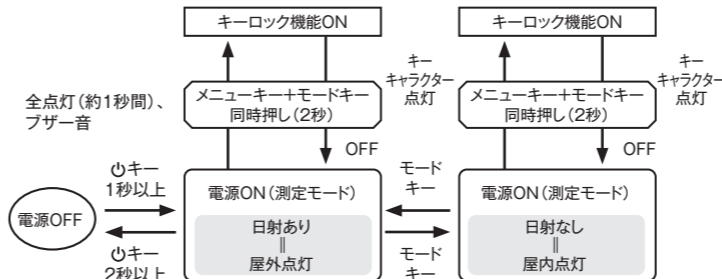 キーロック機能ON
キーロック機能ON
メニューキー+モードキー
同時押し(2秒)
キー
キャラクター
点灯
メニューキー+モードキー
同時押し(2秒)
キー
キャラクター
点灯
全点灯(約1秒間)、
ブザー音
OFF
OFF
電源OFF
⏻キー
1秒以上
⏻キー
2秒以上
電源ON(測定モード)
日射あり
‖
屋外点灯
モード
キー
モード
キー
電源ON(測定モード)
日射なし
‖
屋内点灯